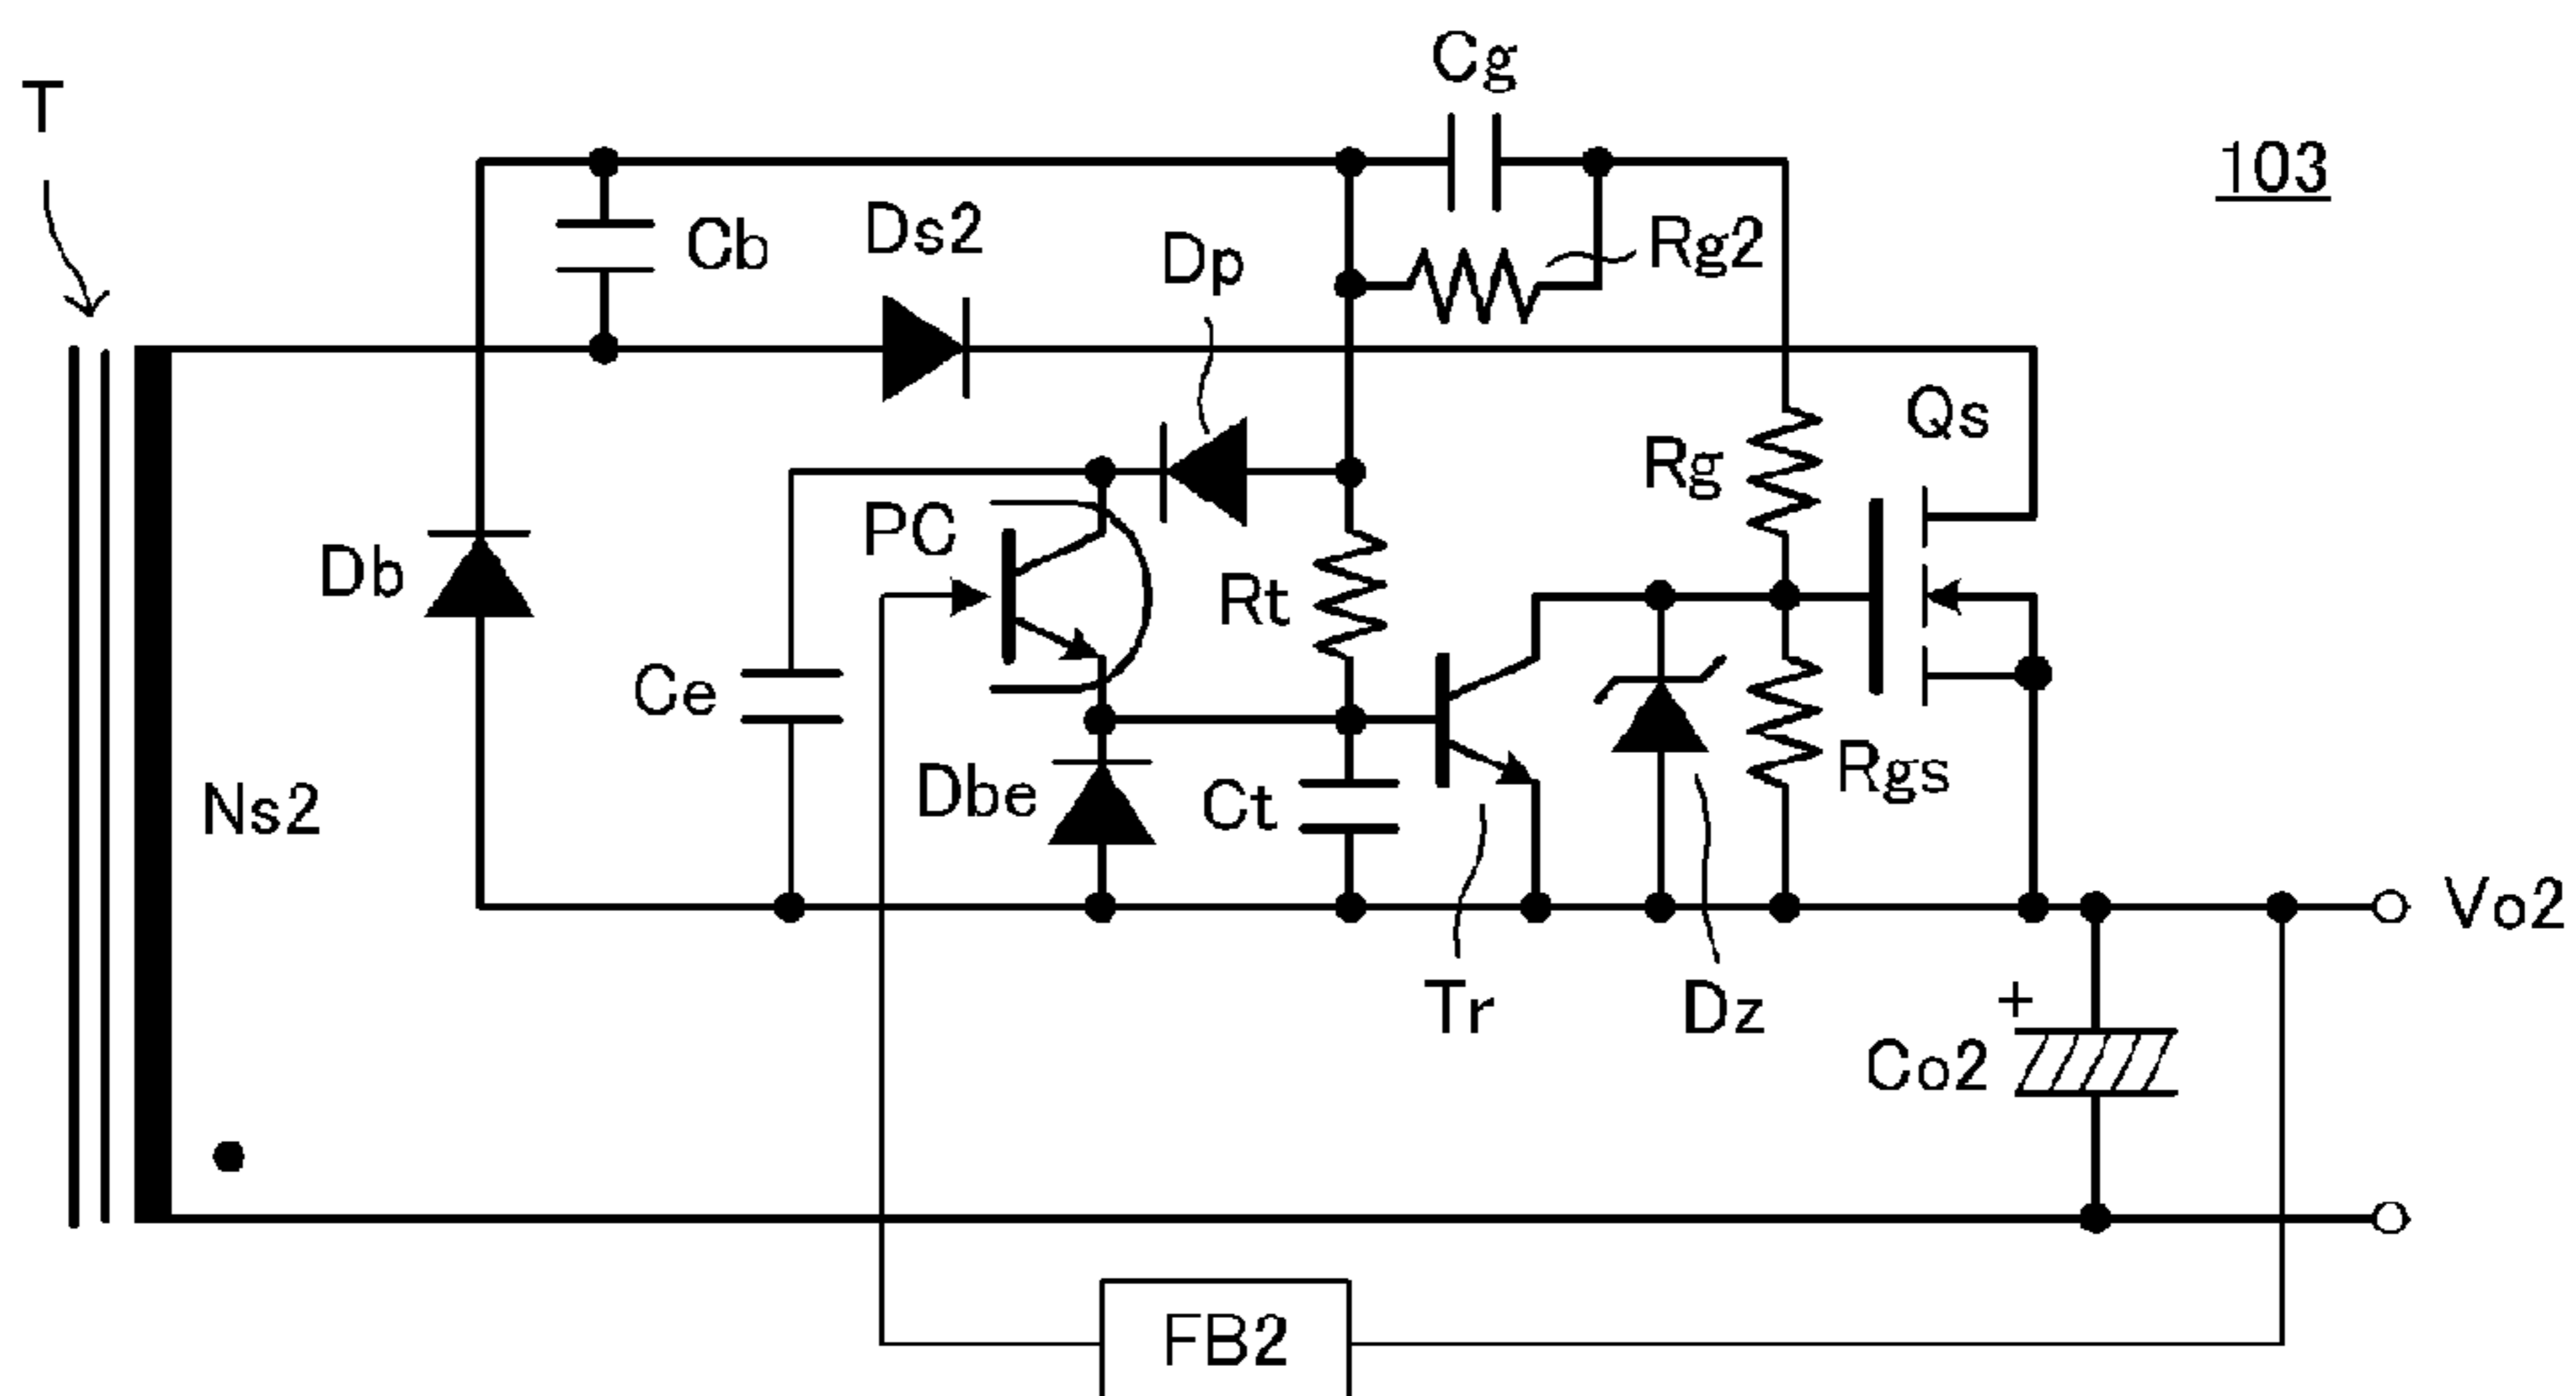 Cg
T
103
Ds2
Cb
Dp
Rg2
Qs
Rg
PC
Db
Rt
Ce
Dbe
Ct
Rgs
Ns2
Vo2
Tr
Dz
+
Co2
FB2